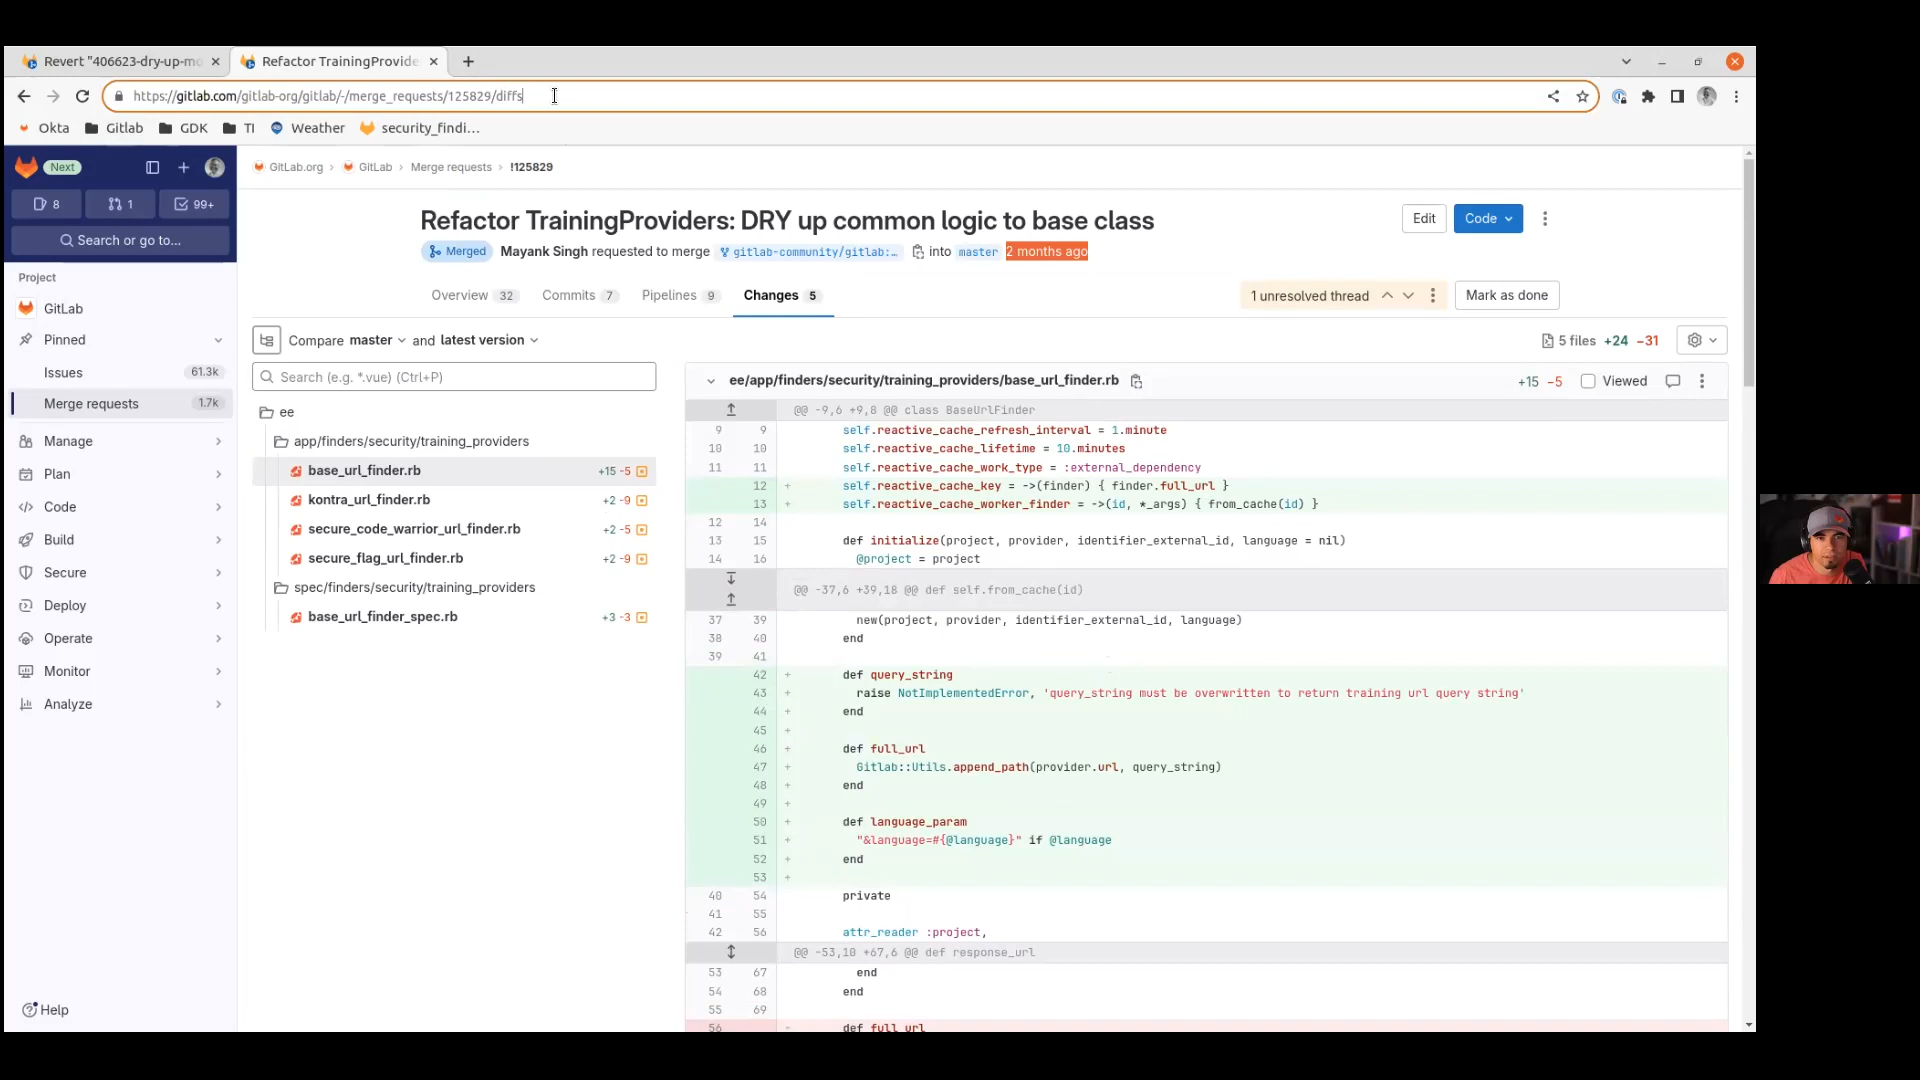 Revert "406623-dry-up-mo
Refactor TrainingProvide
https://gitlab.com/gitlab-org/gitlab/-/merge_requests/125829/diffs
Okta
Gitlab
GDK
TI
Weather
security_findi...
Next
8
1
99+
Search or go to...
Project
GitLab
Pinned
Issues 61.3k
Merge requests 1.7k
Manage
Plan
Code
Build
Secure
Deploy
Operate
Monitor
Analyze
Help
GitLab.org › GitLab › Merge requests › !125829
Refactor TrainingProviders: DRY up common logic to base class
Edit
Code
Merged Mayank Singh requested to merge gitlab-community/gitlab:… into master 2 months ago
Overview 32 Commits 7 Pipelines 9 Changes 5
1 unresolved thread
Mark as done
Compare master and latest version
5 files +24 −31
Search (e.g. *.vue) (Ctrl+P)
ee
app/finders/security/training_providers
base_url_finder.rb +15 -5
kontra_url_finder.rb +2 -9
secure_code_warrior_url_finder.rb +2 -5
secure_flag_url_finder.rb +2 -9
spec/finders/security/training_providers
base_url_finder_spec.rb +3 -3
ee/app/finders/security/training_providers/base_url_finder.rb +15 −5 Viewed
@@ -9,6 +9,8 @@ class BaseUrlFinder
9 9 self.reactive_cache_refresh_interval = 1.minute
10 10 self.reactive_cache_lifetime = 10.minutes
11 11 self.reactive_cache_work_type = :external_dependency
12 + self.reactive_cache_key = ->(finder) { finder.full_url }
13 + self.reactive_cache_worker_finder = ->(id, *_args) { from_cache(id) }
12 14
13 15 def initialize(project, provider, identifier_external_id, language = nil)
14 16 @project = project
@@ -37,6 +39,18 @@ def self.from_cache(id)
37 39 new(project, provider, identifier_external_id, language)
38 40 end
39 41
42 + def query_string
43 + raise NotImplementedError, 'query_string must be overwritten to return training url query string'
44 + end
45 +
46 + def full_url
47 + Gitlab::Utils.append_path(provider.url, query_string)
48 + end
49 +
50 + def language_param
51 + "&language=#{@language}" if @language
52 + end
53 +
40 54 private
41 55
42 56 attr_reader :project,
@@ -53,10 +67,6 @@ def response_url
53 67 end
54 68 end
55 69
56 - def full_url